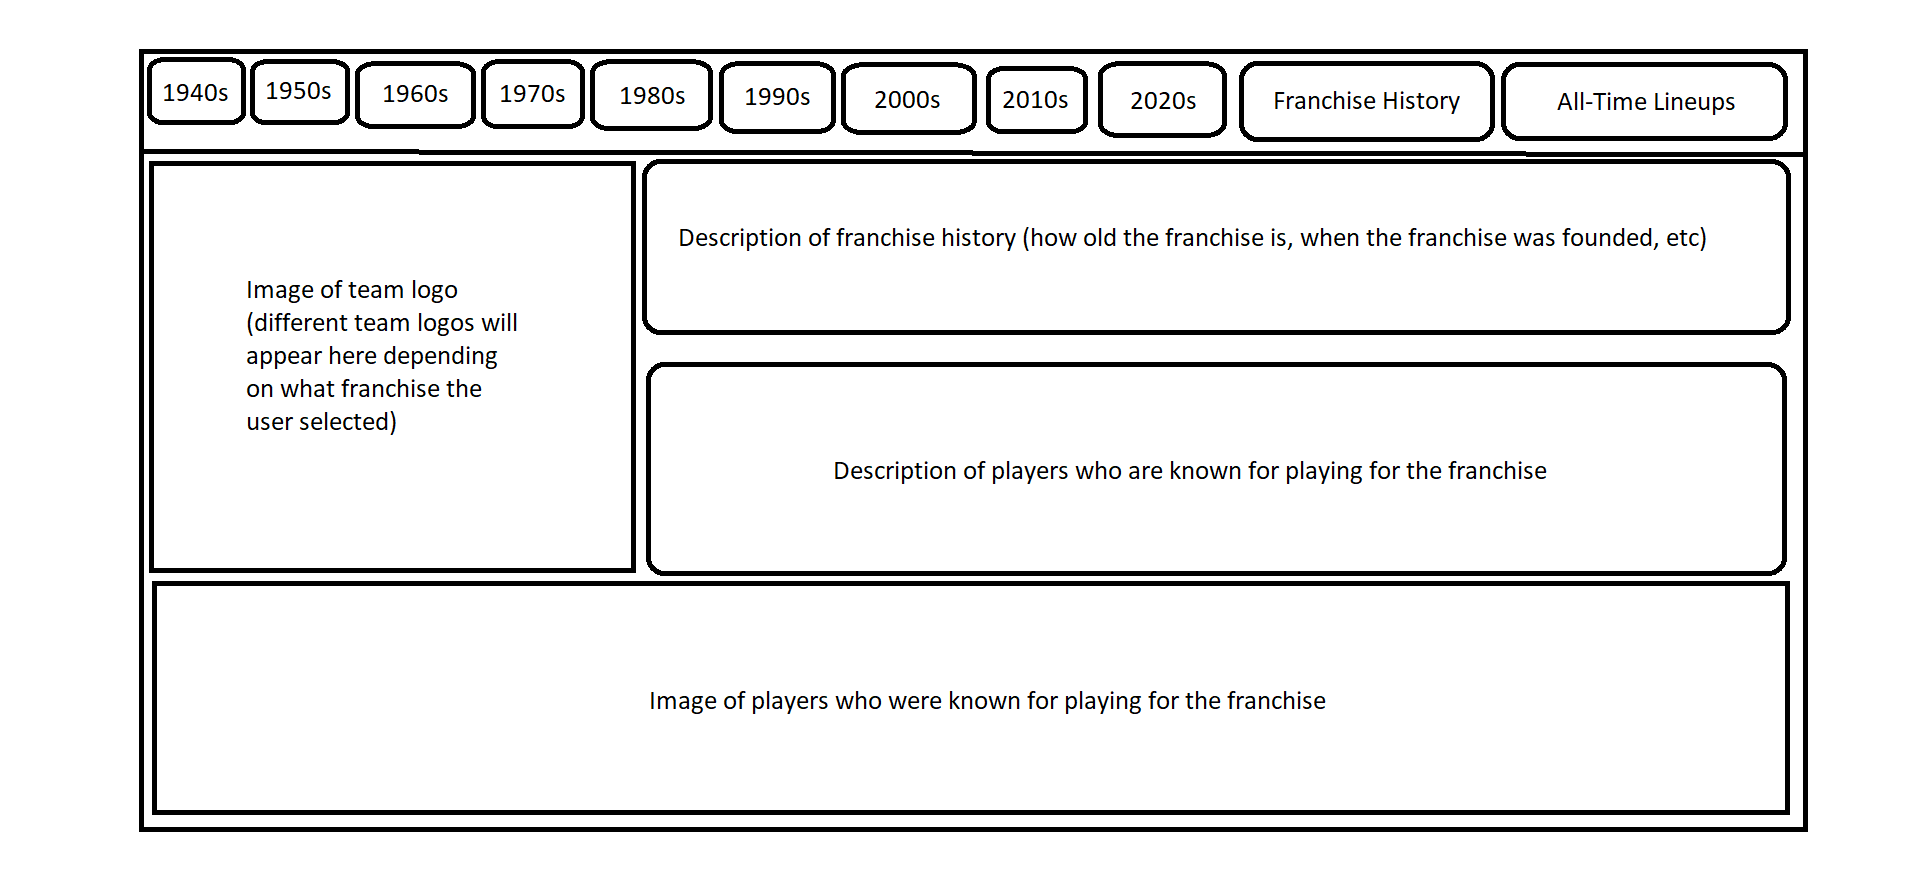 1940s
1950s
1960s
1970s
1980s
1990s
2000s
2010s
2020s
Franchise History
All-Time Lineups
Description of franchise history (how old the franchise is, when the franchise was founded, etc)
Image of team logo
(different team logos will
appear here depending
on what franchise the
user selected)
Description of players who are known for playing for the franchise
Image of players who were known for playing for the franchise